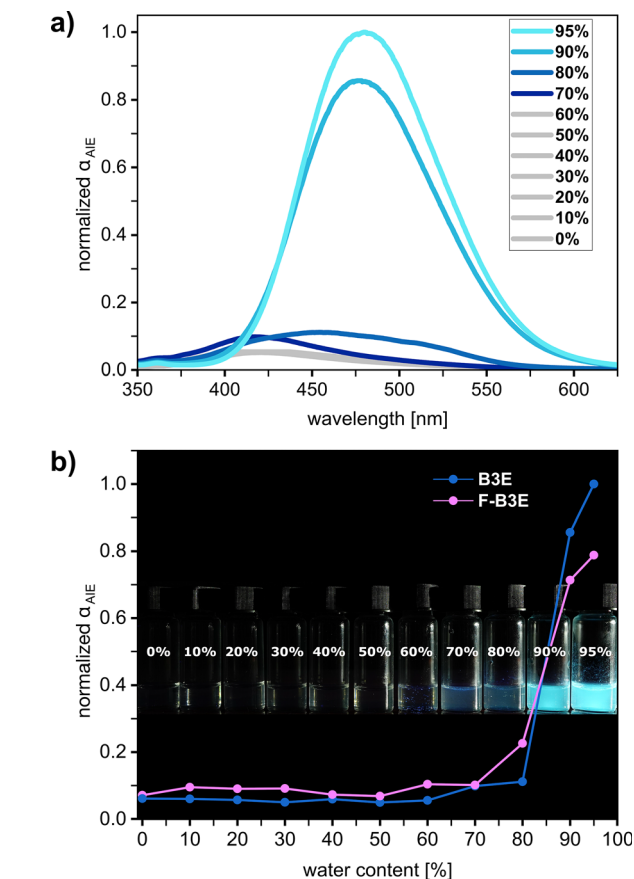 a)
normalized α_AIE
1.0
0.8
0.6
0.4
0.2
0.0
95%
90%
80%
70%
60%
50%
40%
30%
20%
10%
0%
350
400
450
500
550
600
wavelength [nm]
b)
normalized α_AIE
1.0
0.8
0.6
0.4
0.2
0.0
B3E
F-B3E
0% 10% 20% 30% 40% 50% 60% 70% 80% 90% 95%
0 10 20 30 40 50 60 70 80 90 100
water content [%]